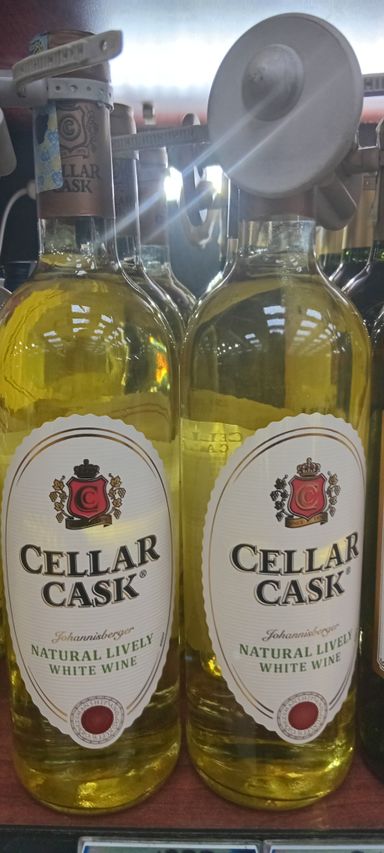 CELLAR
CASK
CELLAR
CASK®
Johannisberger
NATURAL LIVELY
WHITE WINE
CELLAR
CASK®
Johannisberger
NATURAL LIVELY
WHITE WINE